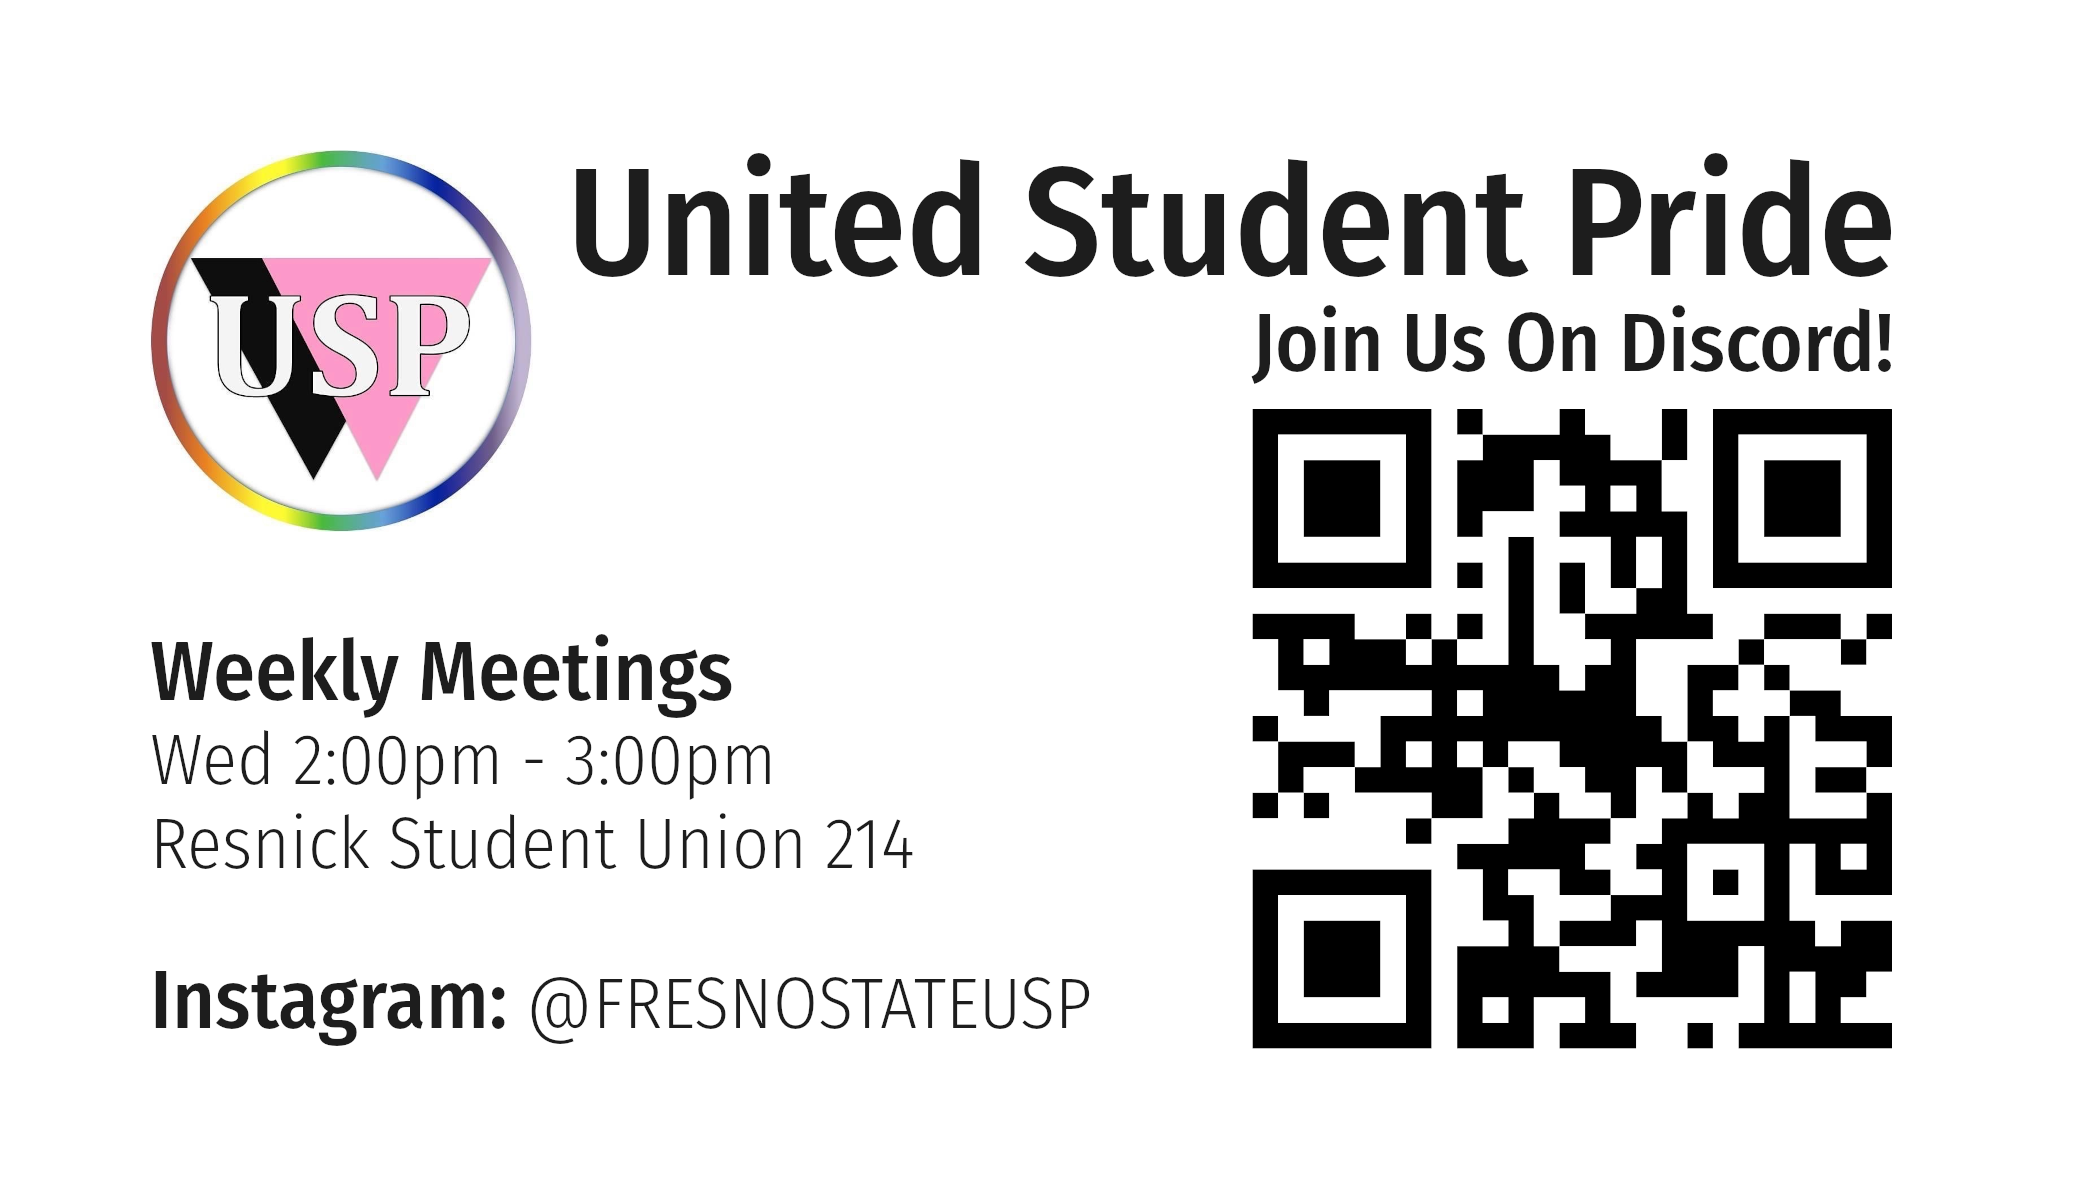 USP
United Student Pride
Join Us On Discord!
Weekly Meetings
Wed 2:00pm - 3:00pm
Resnick Student Union 214
Instagram: @FRESNOSTATEUSP